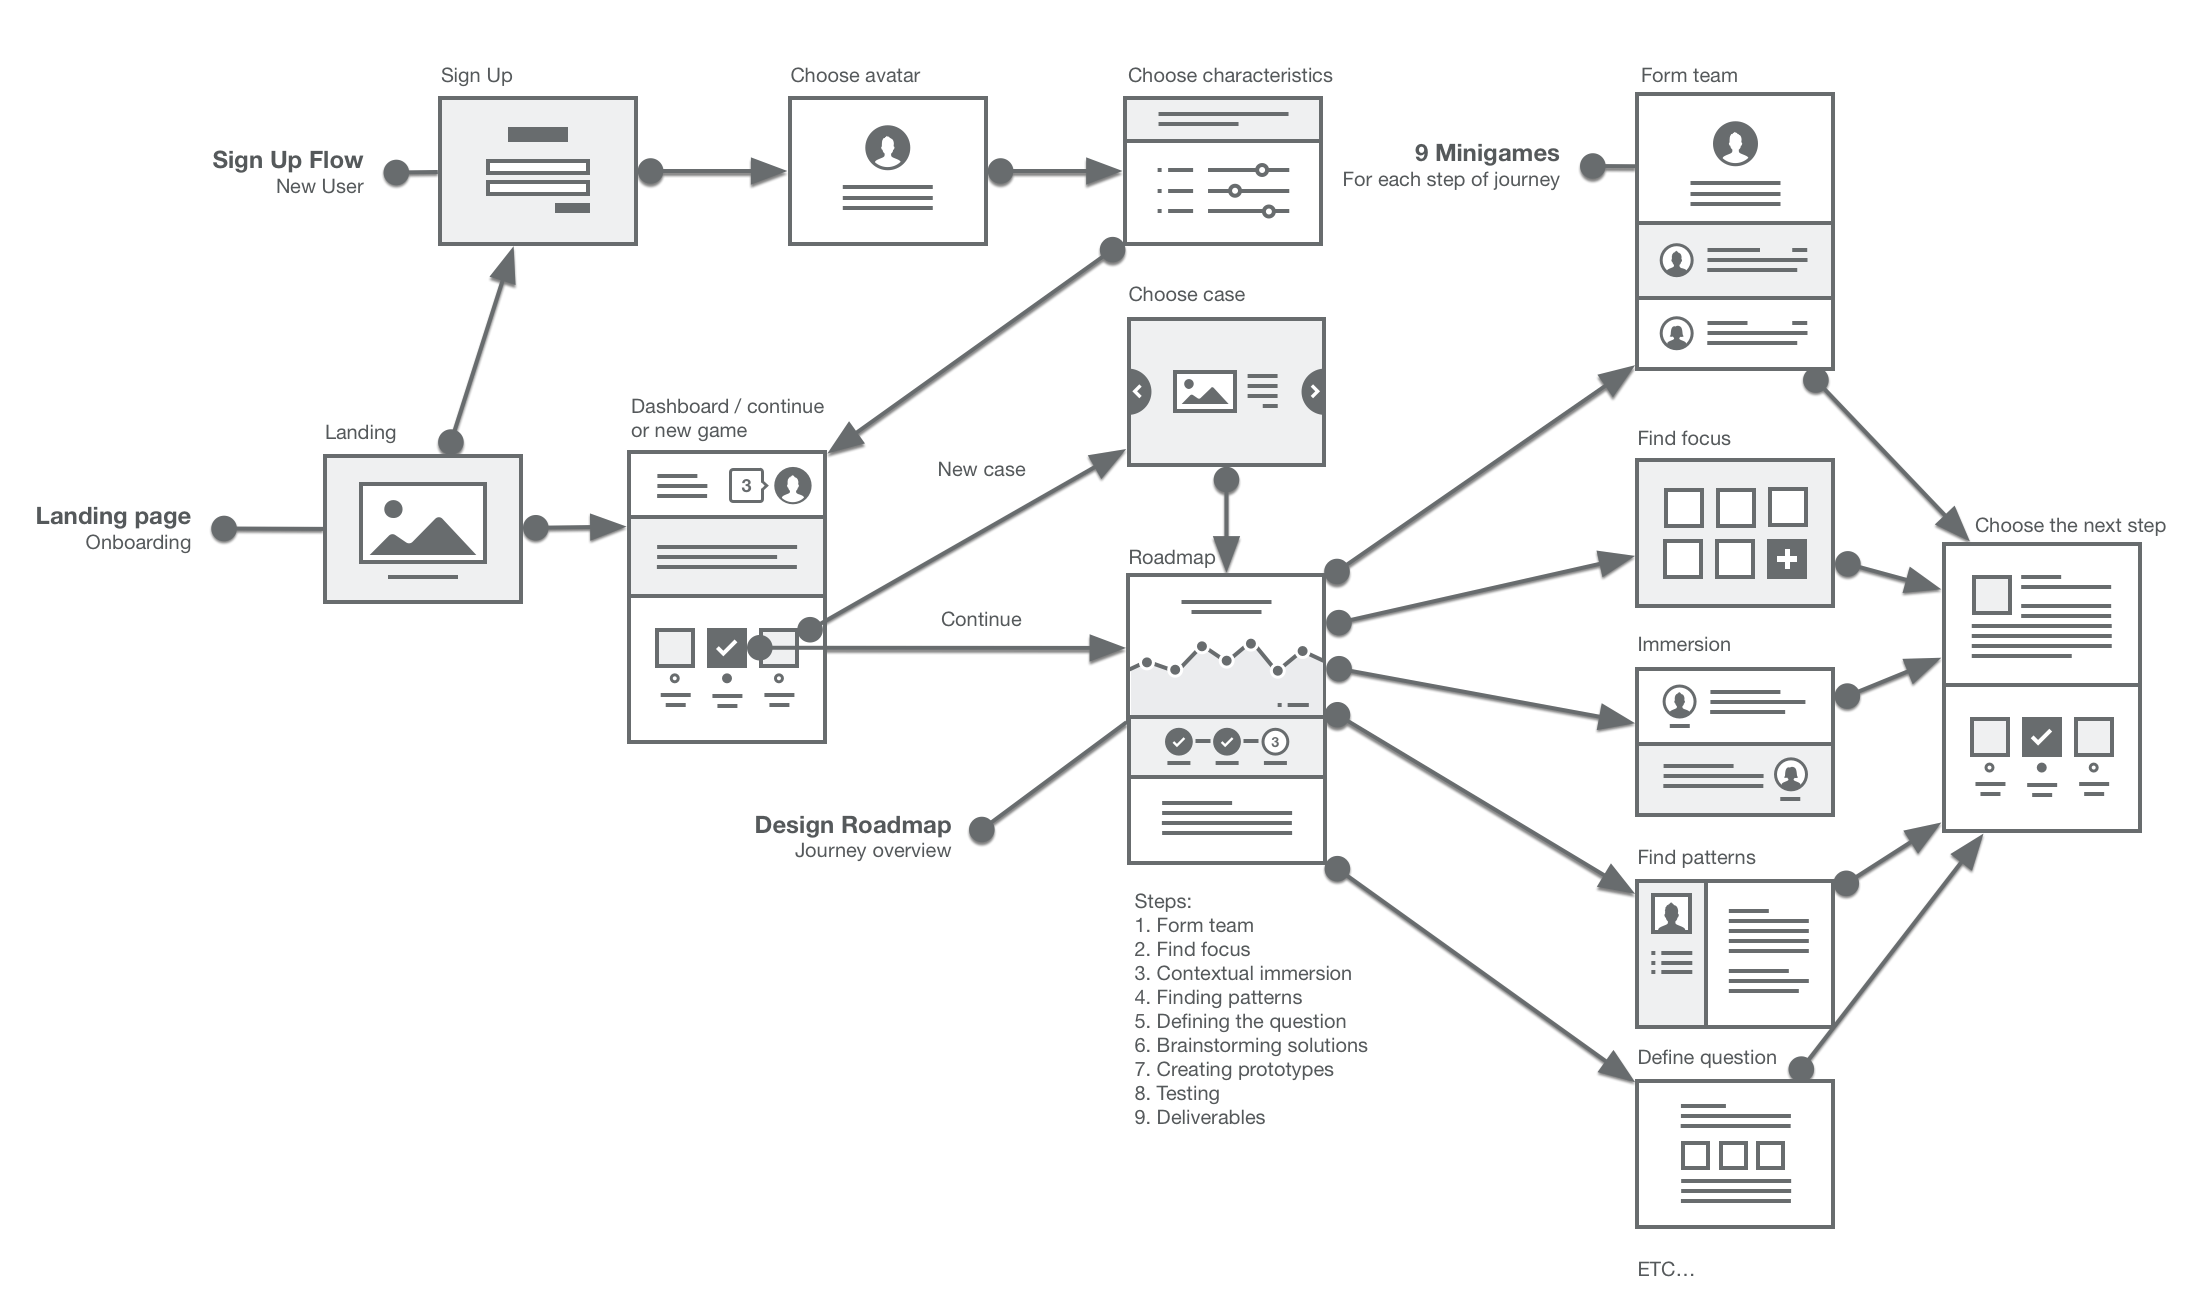 Sign Up
Choose avatar
Choose characteristics
Form team
Sign Up Flow
New User
9 Minigames
For each step of journey
Choose case
Dashboard / continue
or new game
Landing
3
New case
Find focus
Landing page
Onboarding
Choose the next step
Roadmap
Continue
Immersion
3
Design Roadmap
Journey overview
Find patterns
Steps:
1. Form team
2. Find focus
3. Contextual immersion
4. Finding patterns
5. Defining the question
6. Brainstorming solutions
7. Creating prototypes
8. Testing
9. Deliverables
Define question
ETC...